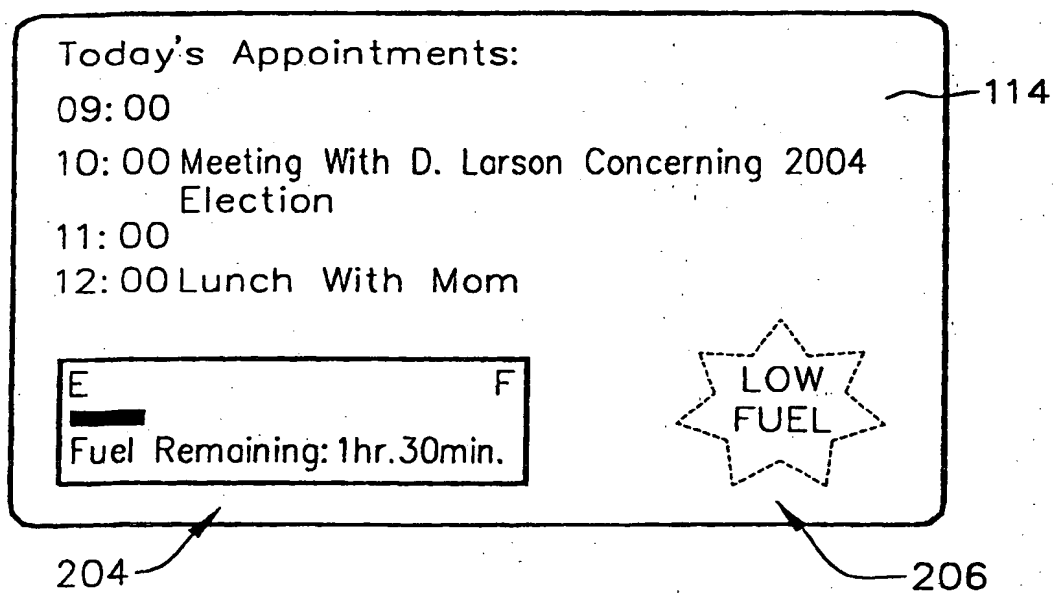 Today's Appointments:
09:00
114
10:00 Meeting With D. Larson Concerning 2004
Election
11:00
12:00 Lunch With Mom
E F
Fuel Remaining: 1hr.30min.
LOW
FUEL
204
206